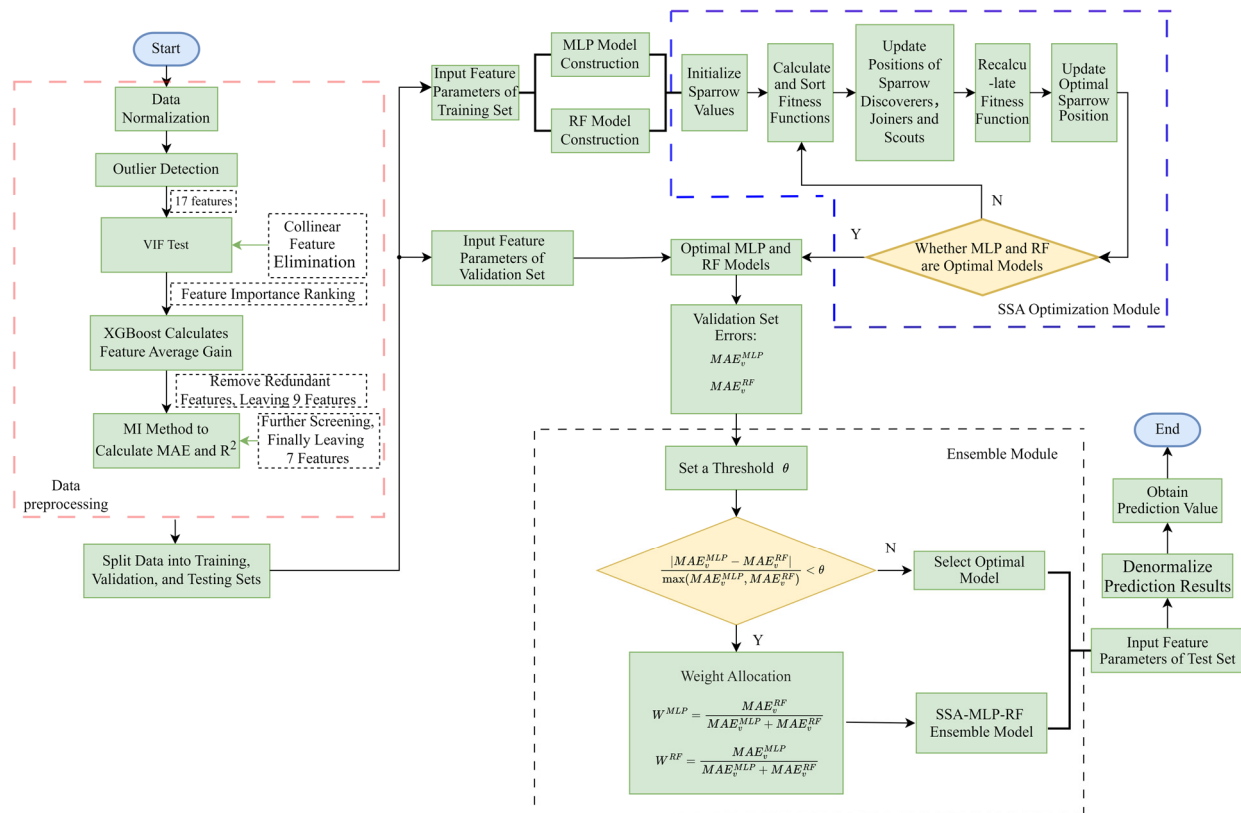 Start
Data
Normalization
Outlier Detection
17 features
VIF Test
Collinear
Feature
Elimination
Feature Importance Ranking
XGBoost Calculates
Feature Average Gain
Remove Redundant
Features, Leaving 9 Features
MI Method to
Calculate MAE and R²
Further Screening,
Finally Leaving
7 Features
Data
preprocessing
Split Data into Training,
Validation, and Testing Sets
Input Feature
Parameters of
Training Set
MLP Model
Construction
RF Model
Construction
Initialize
Sparrow
Values
Calculate
and Sort
Fitness
Functions
Update
Positions of
Sparrow
Discoverers,
Joiners and
Scouts
Recalcu
-late
Fitness
Function
Update
Optimal
Sparrow
Position
N
Y
Whether MLP and RF
are Optimal Models
SSA Optimization Module
Input Feature
Parameters of
Validation Set
Optimal MLP and
RF Models
Validation Set
Errors:
$MAE_v^{MLP}$
$MAE_v^{RF}$
Ensemble Module
Set a Threshold θ
$\frac{|MAE_v^{MLP} - MAE_v^{RF}|}{\max(MAE_v^{MLP}, MAE_v^{RF})} < \theta$
N
Select Optimal
Model
Y
Weight Allocation
$W^{MLP} = \frac{MAE_v^{RF}}{MAE_v^{MLP} + MAE_v^{RF}}$
$W^{RF} = \frac{MAE_v^{MLP}}{MAE_v^{MLP} + MAE_v^{RF}}$
SSA-MLP-RF
Ensemble Model
Input Feature
Parameters of Test Set
Denormalize
Prediction Results
Obtain
Prediction Value
End